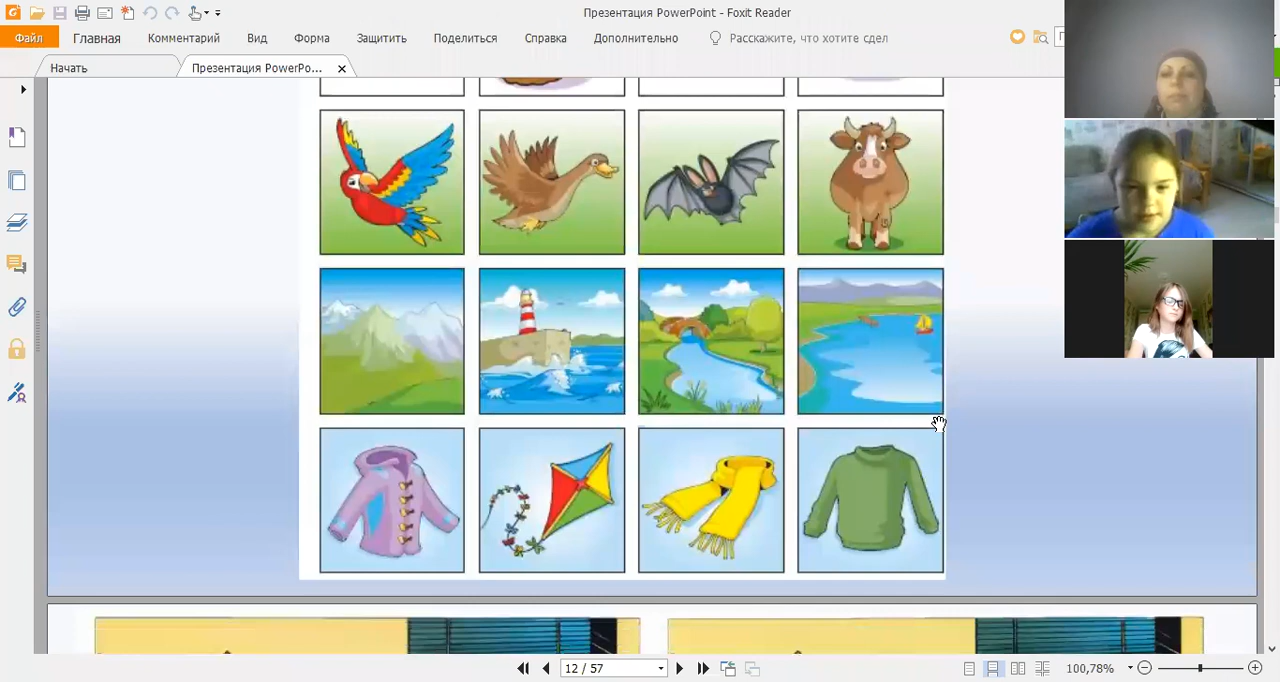 Презентация PowerPoint - Foxit Reader
Файл Главная Комментарий Вид Форма Защитить Поделиться Справка Дополнительно Расскажите, что хотите сдел
Начать Презентация PowerPo...
12 / 57 100,78%